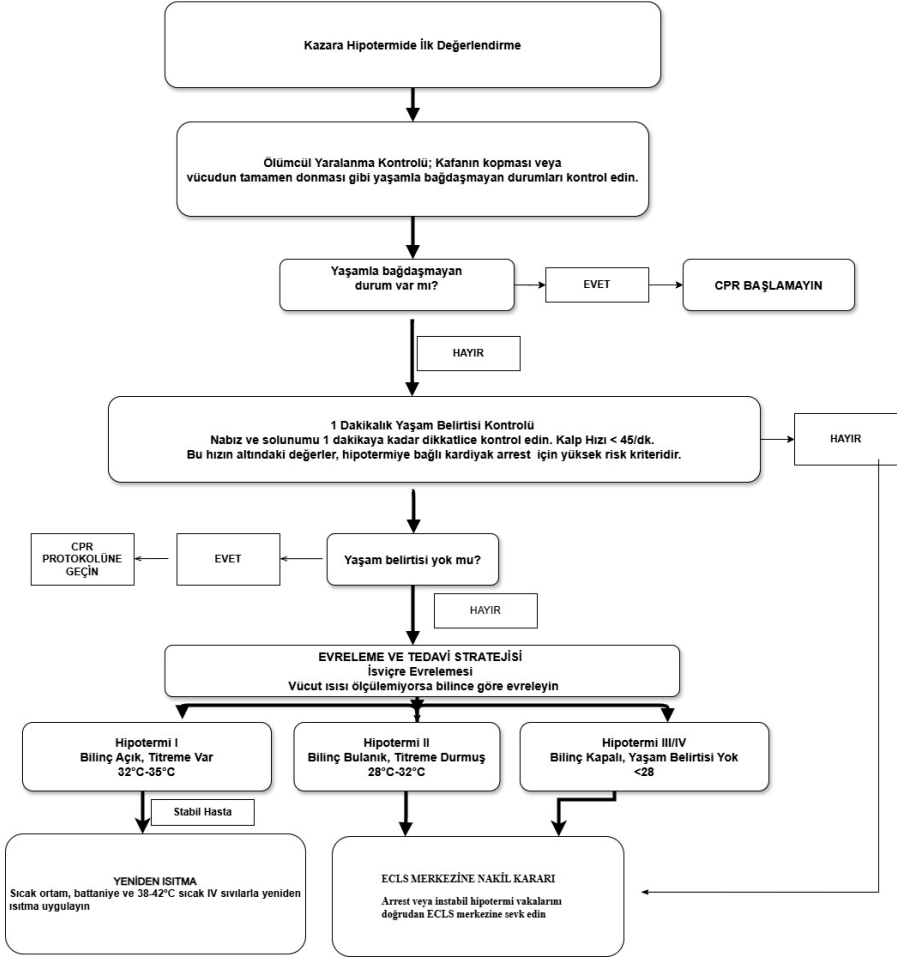 Kazara Hipotermide İlk Değerlendirme
Ölümcül Yaralanma Kontrolü; Kafanın kopması veya
vücudun tamamen donması gibi yaşamla bağdaşmayan durumları kontrol edin.
Yaşamla bağdaşmayan
durum var mı?
EVET
CPR BAŞLAMAYIN
HAYIR
1 Dakikalık Yaşam Belirtisi Kontrolü
Nabız ve solunumu 1 dakikaya kadar dikkatlice kontrol edin. Kalp Hızı < 45/dk.
Bu hızın altındaki değerler, hipotermiye bağlı kardiyak arrest için yüksek risk kriteridir.
HAYIR
Yaşam belirtisi yok mu?
EVET
CPR
PROTOKOLÜNE
GEÇİN
HAYIR
EVRELEME VE TEDAVİ STRATEJİSİ
İsviçre Evrelemesi
Vücut ısısı ölçülemiyorsa bilince göre evreleyin
Hipotermi I
Bilinç Açık, Titreme Var
32°C-35°C
Hipotermi II
Bilinç Bulanık, Titreme Durmuş
28°C-32°C
Hipotermi III/IV
Bilinç Kapalı, Yaşam Belirtisi Yok
<28
Stabil Hasta
YENİDEN ISITMA
Sıcak ortam, battaniye ve 38-42°C sıcak IV sıvılarla yeniden
ısıtma uygulayın
ECLS MERKEZİNE NAKİL KARARI
Arrest veya instabil hipotermi vakalarını
doğrudan ECLS merkezine sevk edin